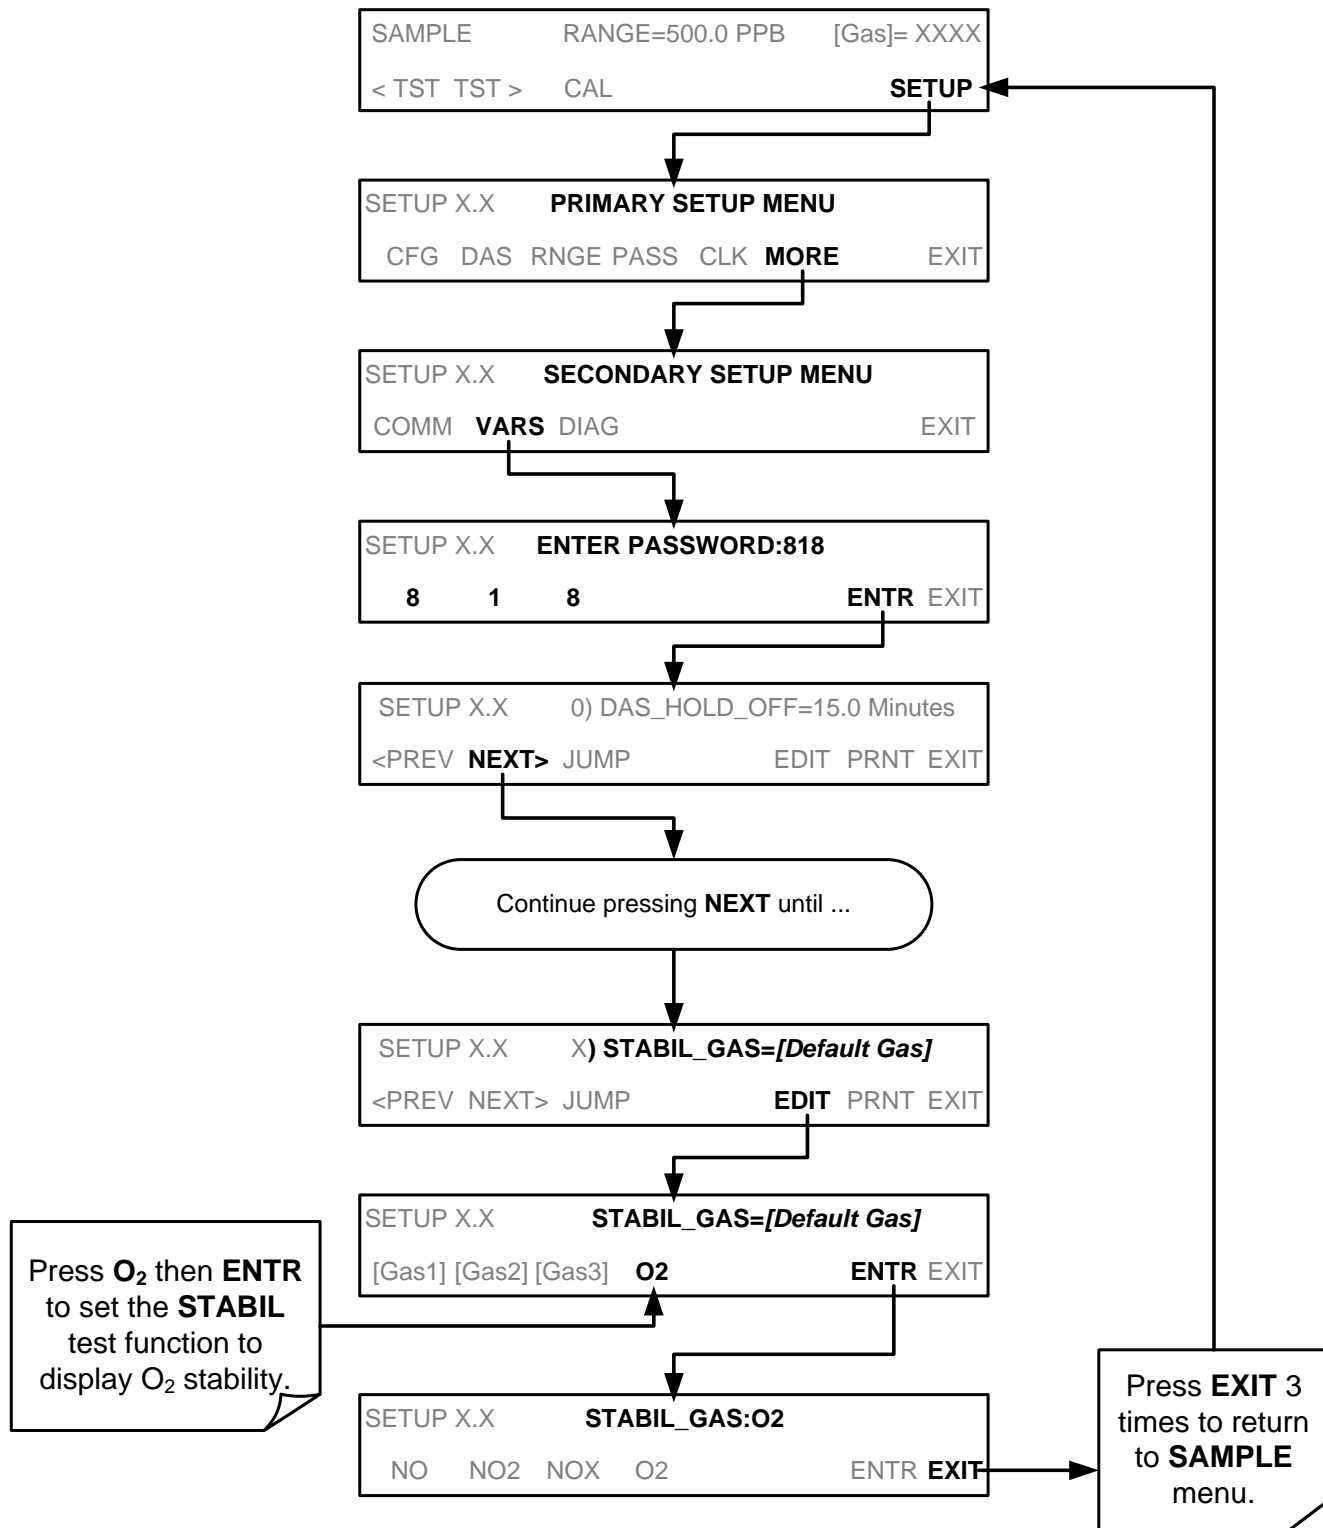 SAMPLE RANGE=500.0 PPB [Gas]= XXXX
< TST TST > CAL SETUP
SETUP X.X PRIMARY SETUP MENU
CFG DAS RNGE PASS CLK MORE EXIT
SETUP X.X SECONDARY SETUP MENU
COMM VARS DIAG EXIT
SETUP X.X ENTER PASSWORD:818
8 1 8 ENTR EXIT
SETUP X.X 0) DAS_HOLD_OFF=15.0 Minutes
<PREV NEXT> JUMP EDIT PRNT EXIT
Continue pressing NEXT until ...
SETUP X.X X) STABIL_GAS=[Default Gas]
<PREV NEXT> JUMP EDIT PRNT EXIT
SETUP X.X STABIL_GAS=[Default Gas]
[Gas1] [Gas2] [Gas3] O2 ENTR EXIT
Press O₂ then ENTR
to set the STABIL
test function to
display O₂ stability.
SETUP X.X STABIL_GAS:O2
NO NO2 NOX O2 ENTR EXIT
Press EXIT 3
times to return
to SAMPLE
menu.